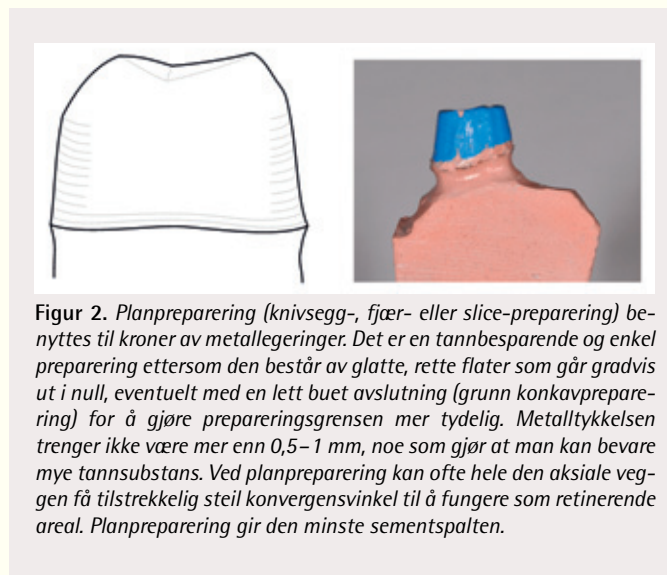 Figur 2. Planpreparering (knivsegg-, fjær- eller slice-preparering) be-
nyttes til kroner av metallegeringer. Det er en tannbesparende og enkel
preparering ettersom den består av glatte, rette flater som går gradvis
ut i null, eventuelt med en lett buet avslutning (grunn konkavprepare-
ring) for å gjøre prepareringsgrensen mer tydelig. Metalltykkelsen
trenger ikke være mer enn 0,5–1 mm, noe som gjør at man kan bevare
mye tannsubstans. Ved planpreparering kan ofte hele den aksiale veg-
gen få tilstrekkelig steil konvergensvinkel til å fungere som retinerende
areal. Planpreparering gir den minste sementspalten.